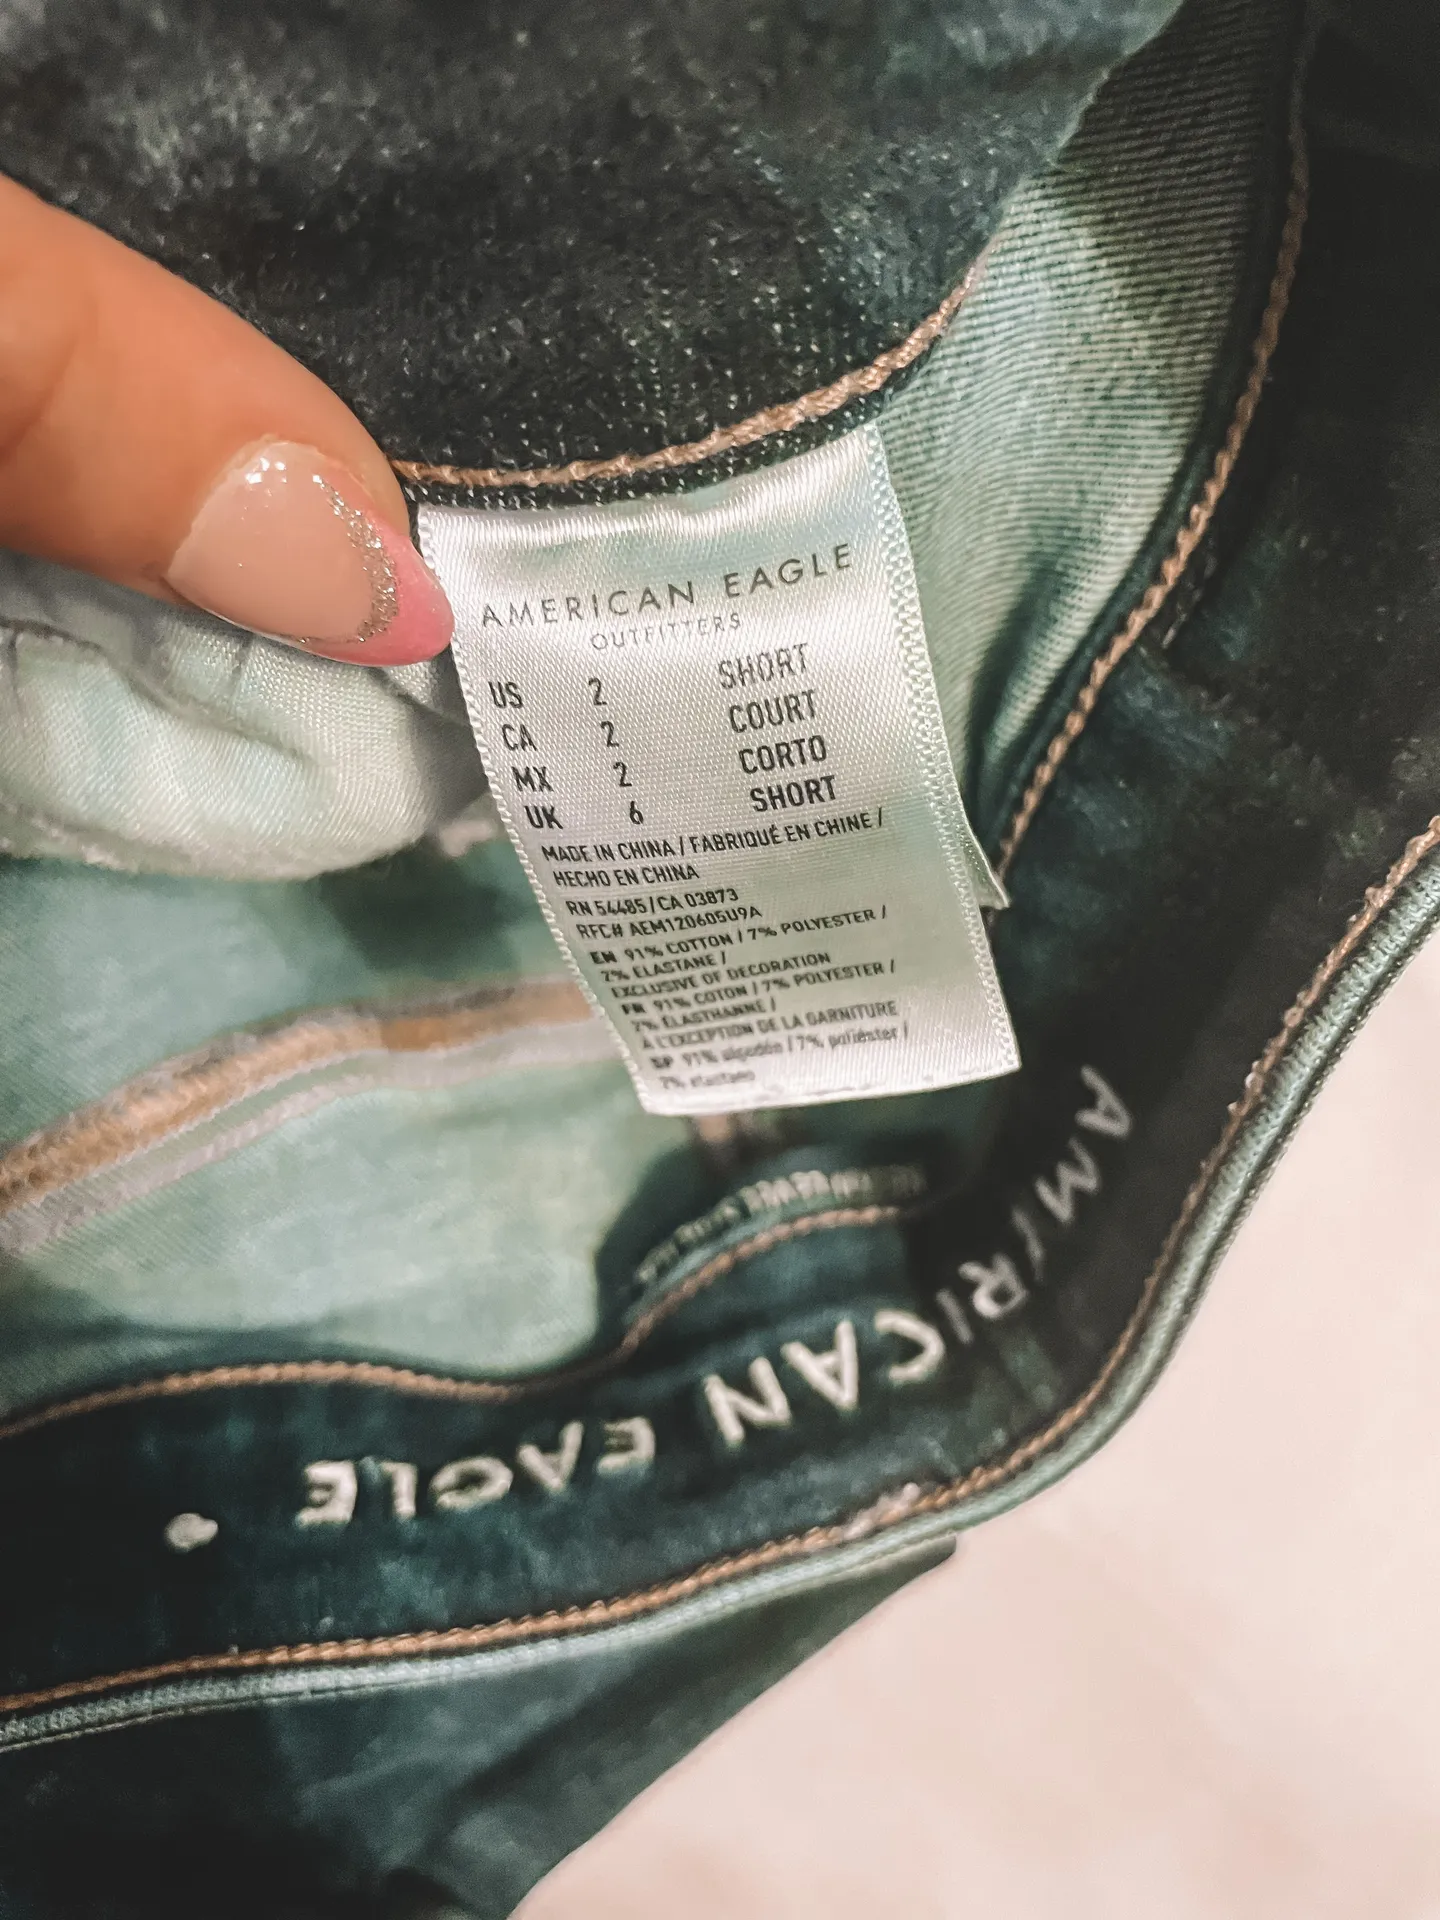 AMERICAN EAGLE
OUTFITTERS
US 2 SHORT
CA 2 COURT
MX 2 CORTO
UK 6 SHORT
MADE IN CHINA / FABRIQUÉ EN CHINE /
HECHO EN CHINA
RN 54485 / CA 03873
RFC# AEM120605U9A
EN 91% COTTON / 7% POLYESTER /
2% ELASTANE /
EXCLUSIVE OF DECORATION
FR 91% COTON / 7% POLYESTER /
2% ÉLASTHANNE /
À L'EXCEPTION DE LA GARNITURE
SP 91% algodón / 7% poliéster /
2% elastano
AMERICAN EAGLE